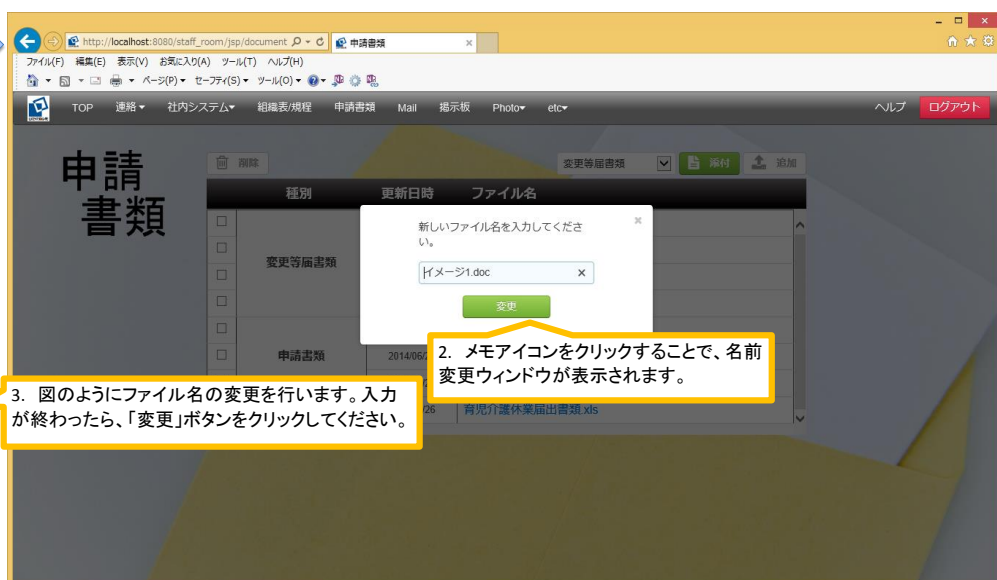 http://localhost:8080/staff_room/jsp/document
申請書類
ファイル(F) 編集(E) 表示(V) お気に入り(A) ツール(T) ヘルプ(H)
ページ(P) セーフティ(S) ツール(O)
TOP 連絡 社内システム 組織表/規程 申請書類 Mail 掲示板 Photo etc ヘルプ ログアウト
申請
書類
削除 変更等届書類 添付 追加
種別 更新日時 ファイル名
新しいファイル名を入力してくださ
い。
変更等届書類
イメージ1.doc
変更
申請書類 2014/06/
2. メモアイコンをクリックすることで、名前
変更ウィンドウが表示されます。
3. 図のようにファイル名の変更を行います。入力
が終わったら、「変更」ボタンをクリックしてください。
/26 育児介護休業届出書類.xls